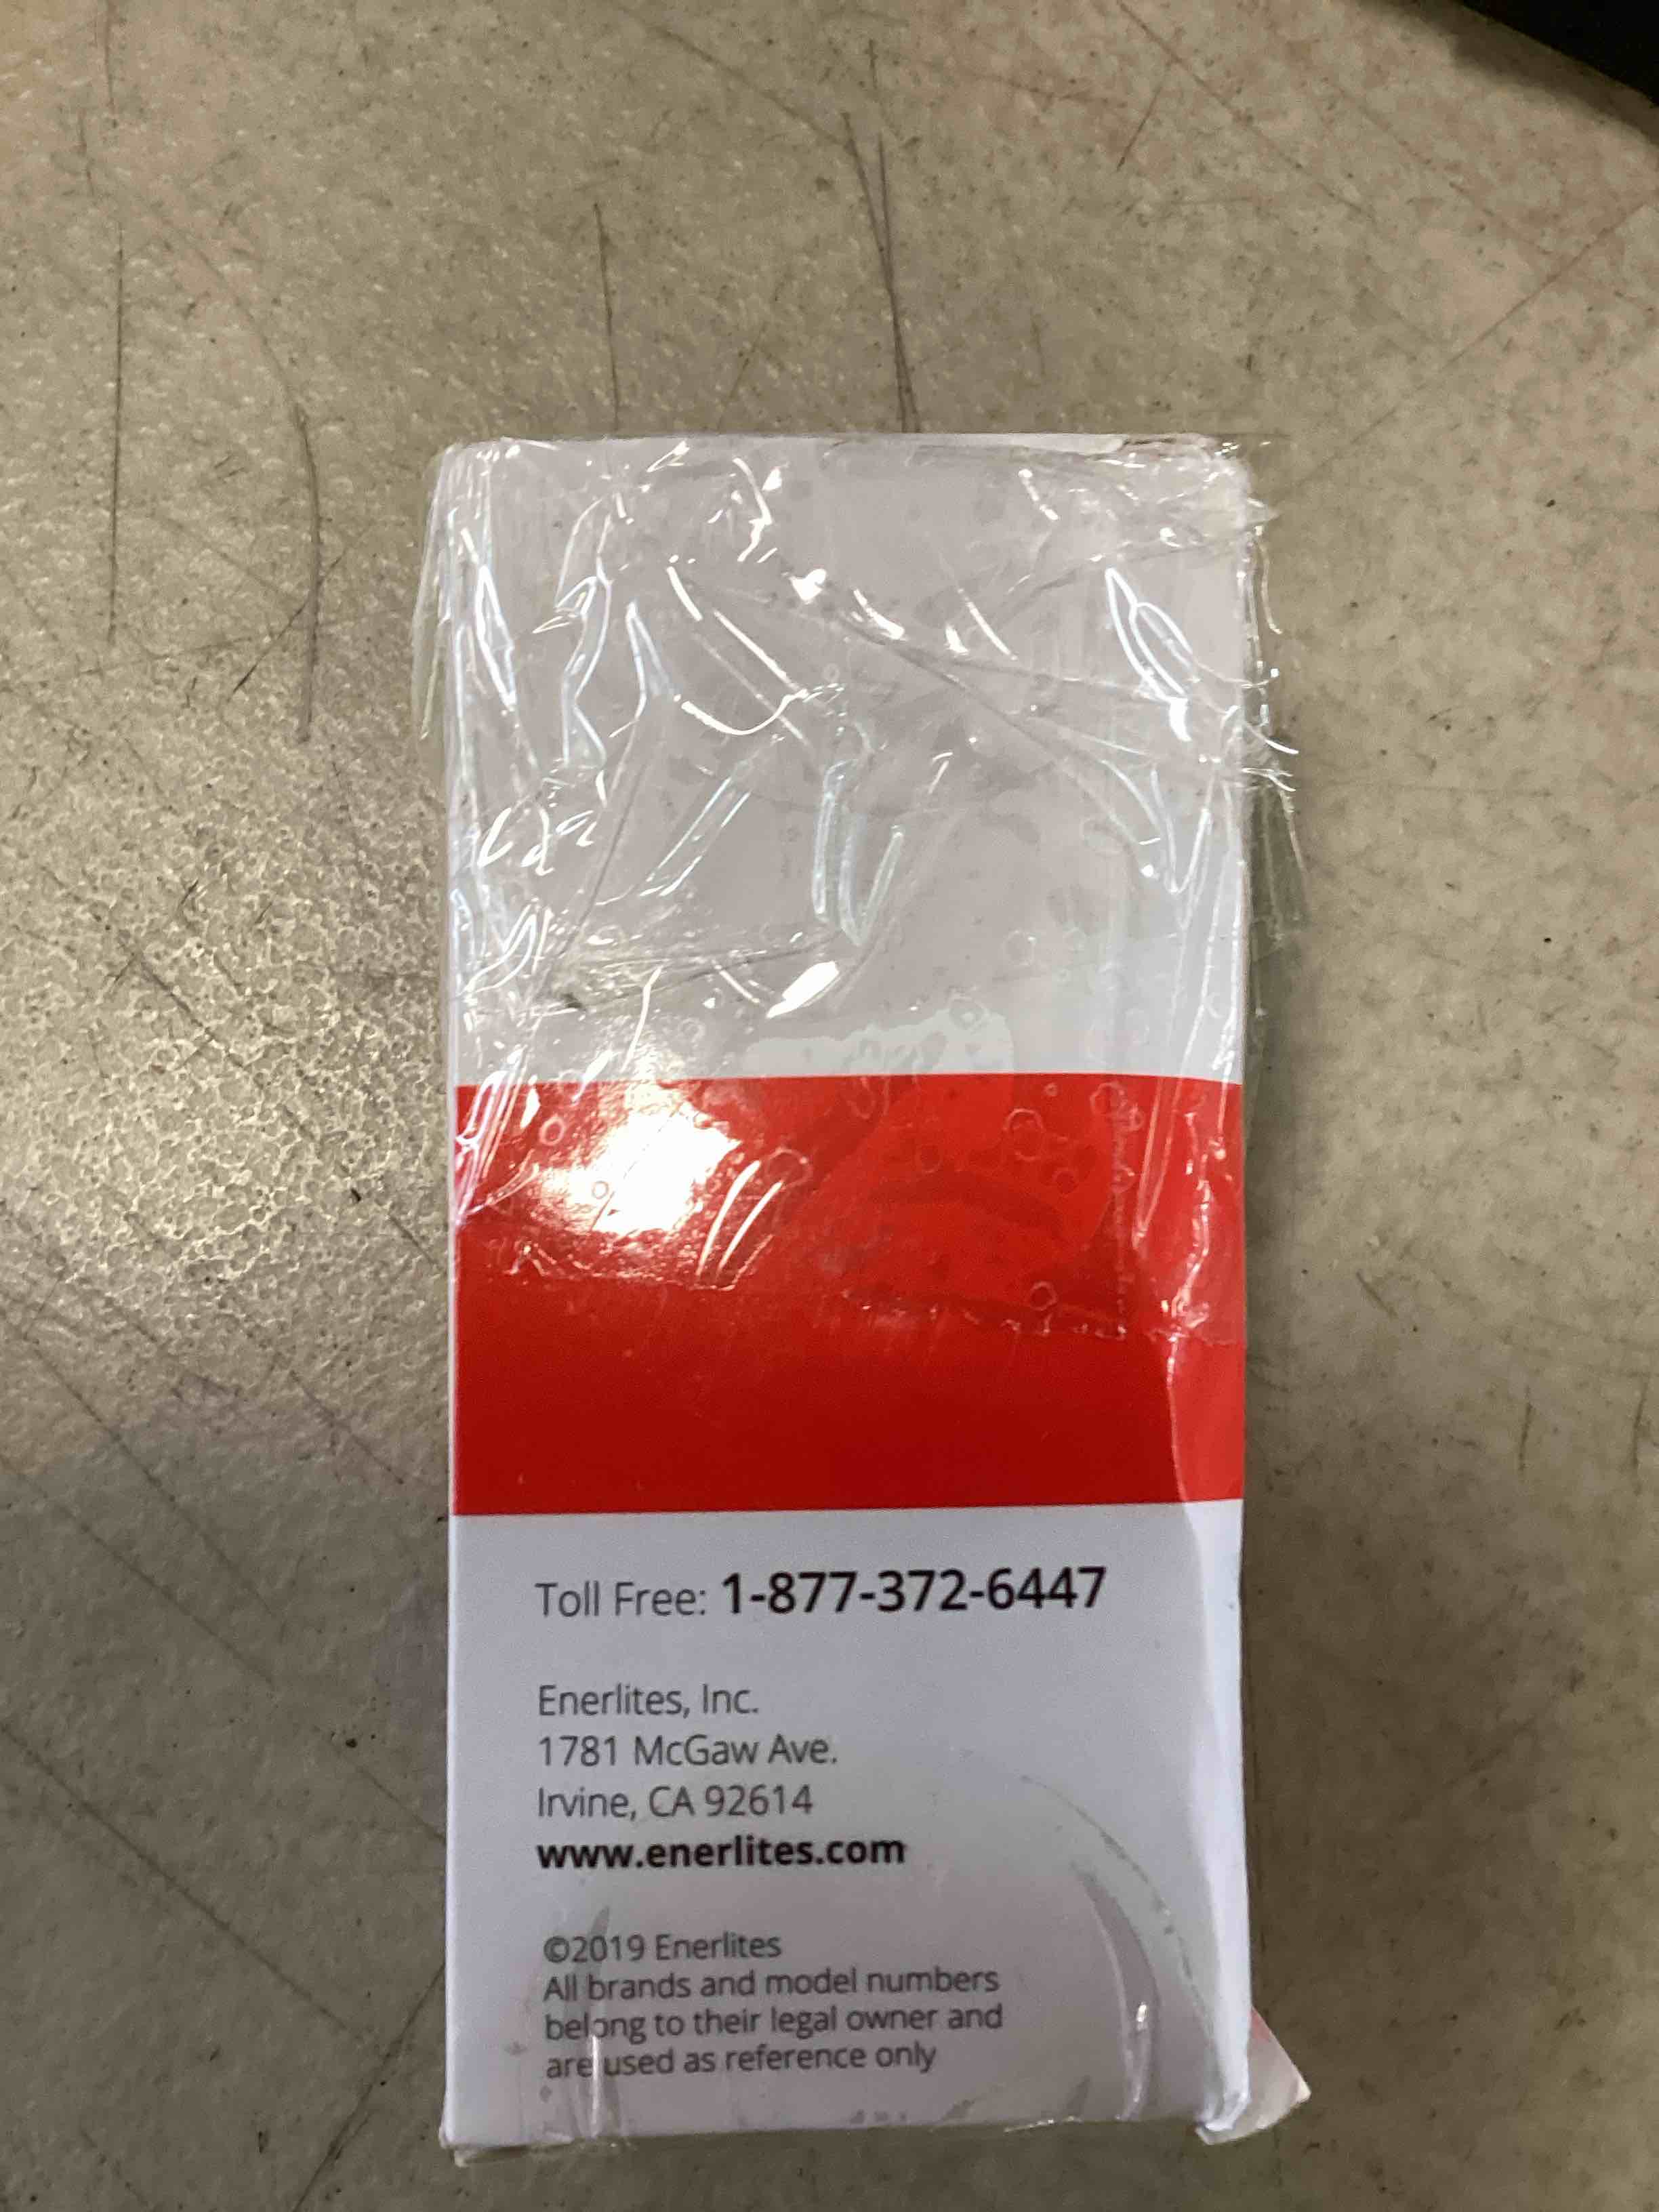 Toll Free: 1-877-372-6447
Enerlites, Inc.
1781 McGaw Ave.
Irvine, CA 92614
www.enerlites.com
©2019 Enerlites
All brands and model numbers
belong to their legal owner and
are used as reference only